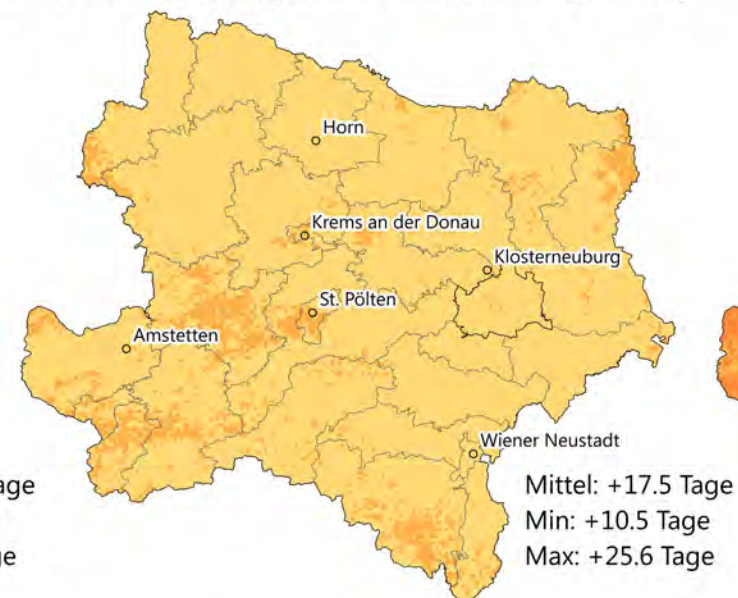 Horn
Krems an der Donau
Klosterneuburg
St. Pölten
Amstetten
Wiener Neustadt
Mittel: +17.5 Tage
Min: +10.5 Tage
Max: +25.6 Tage